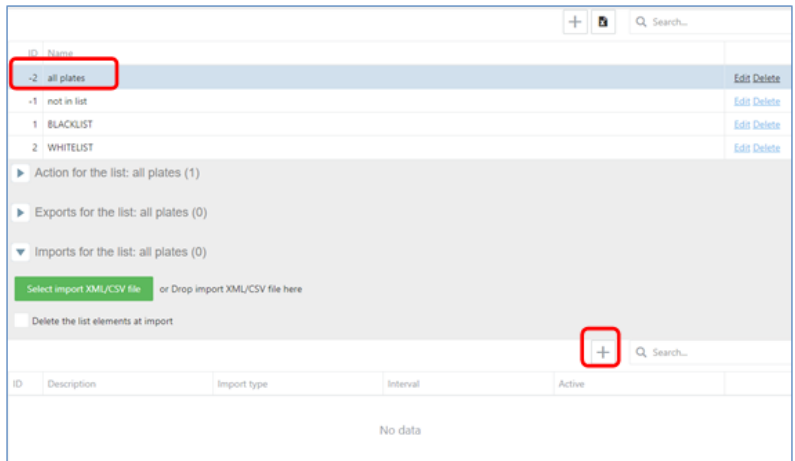 Search...
ID Name
-2 all plates Edit Delete
-1 not in list Edit Delete
1 BLACKLIST Edit Delete
2 WHITELIST Edit Delete
Action for the list: all plates (1)
Exports for the list: all plates (0)
Imports for the list: all plates (0)
Select import XML/CSV file or Drop import XML/CSV file here
Delete the list elements at import
Search...
ID Description Import type Interval Active
No data